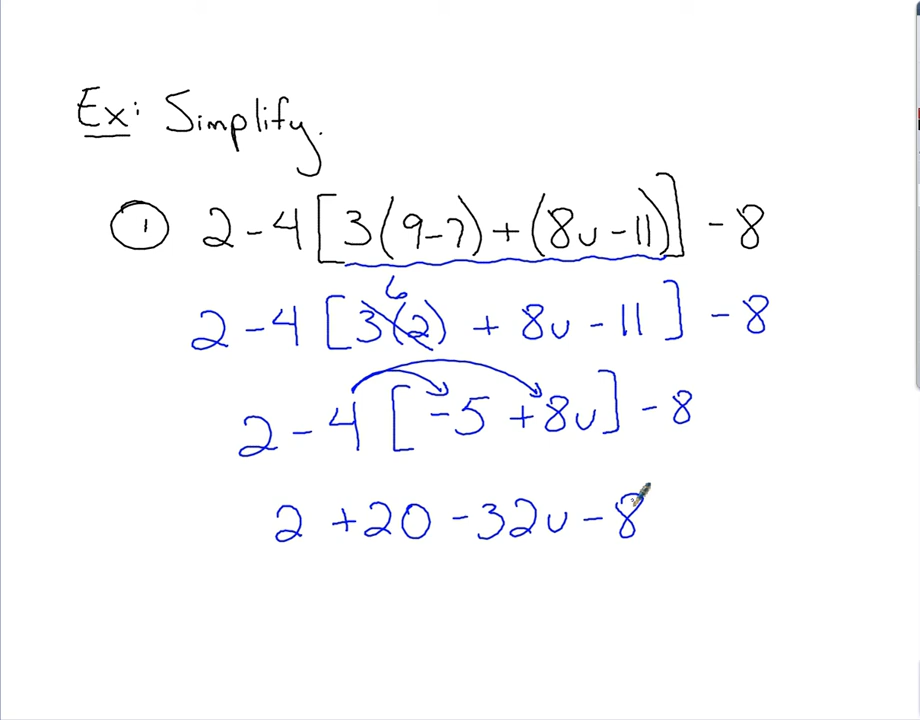 Ex: Simplify.
① 2 - 4[3(9-7) + (8u - 11)] - 8
6
2 - 4 [3(2) + 8u - 11] - 8
2 - 4 [-5 + 8u] - 8
2 + 20 - 32u - 8